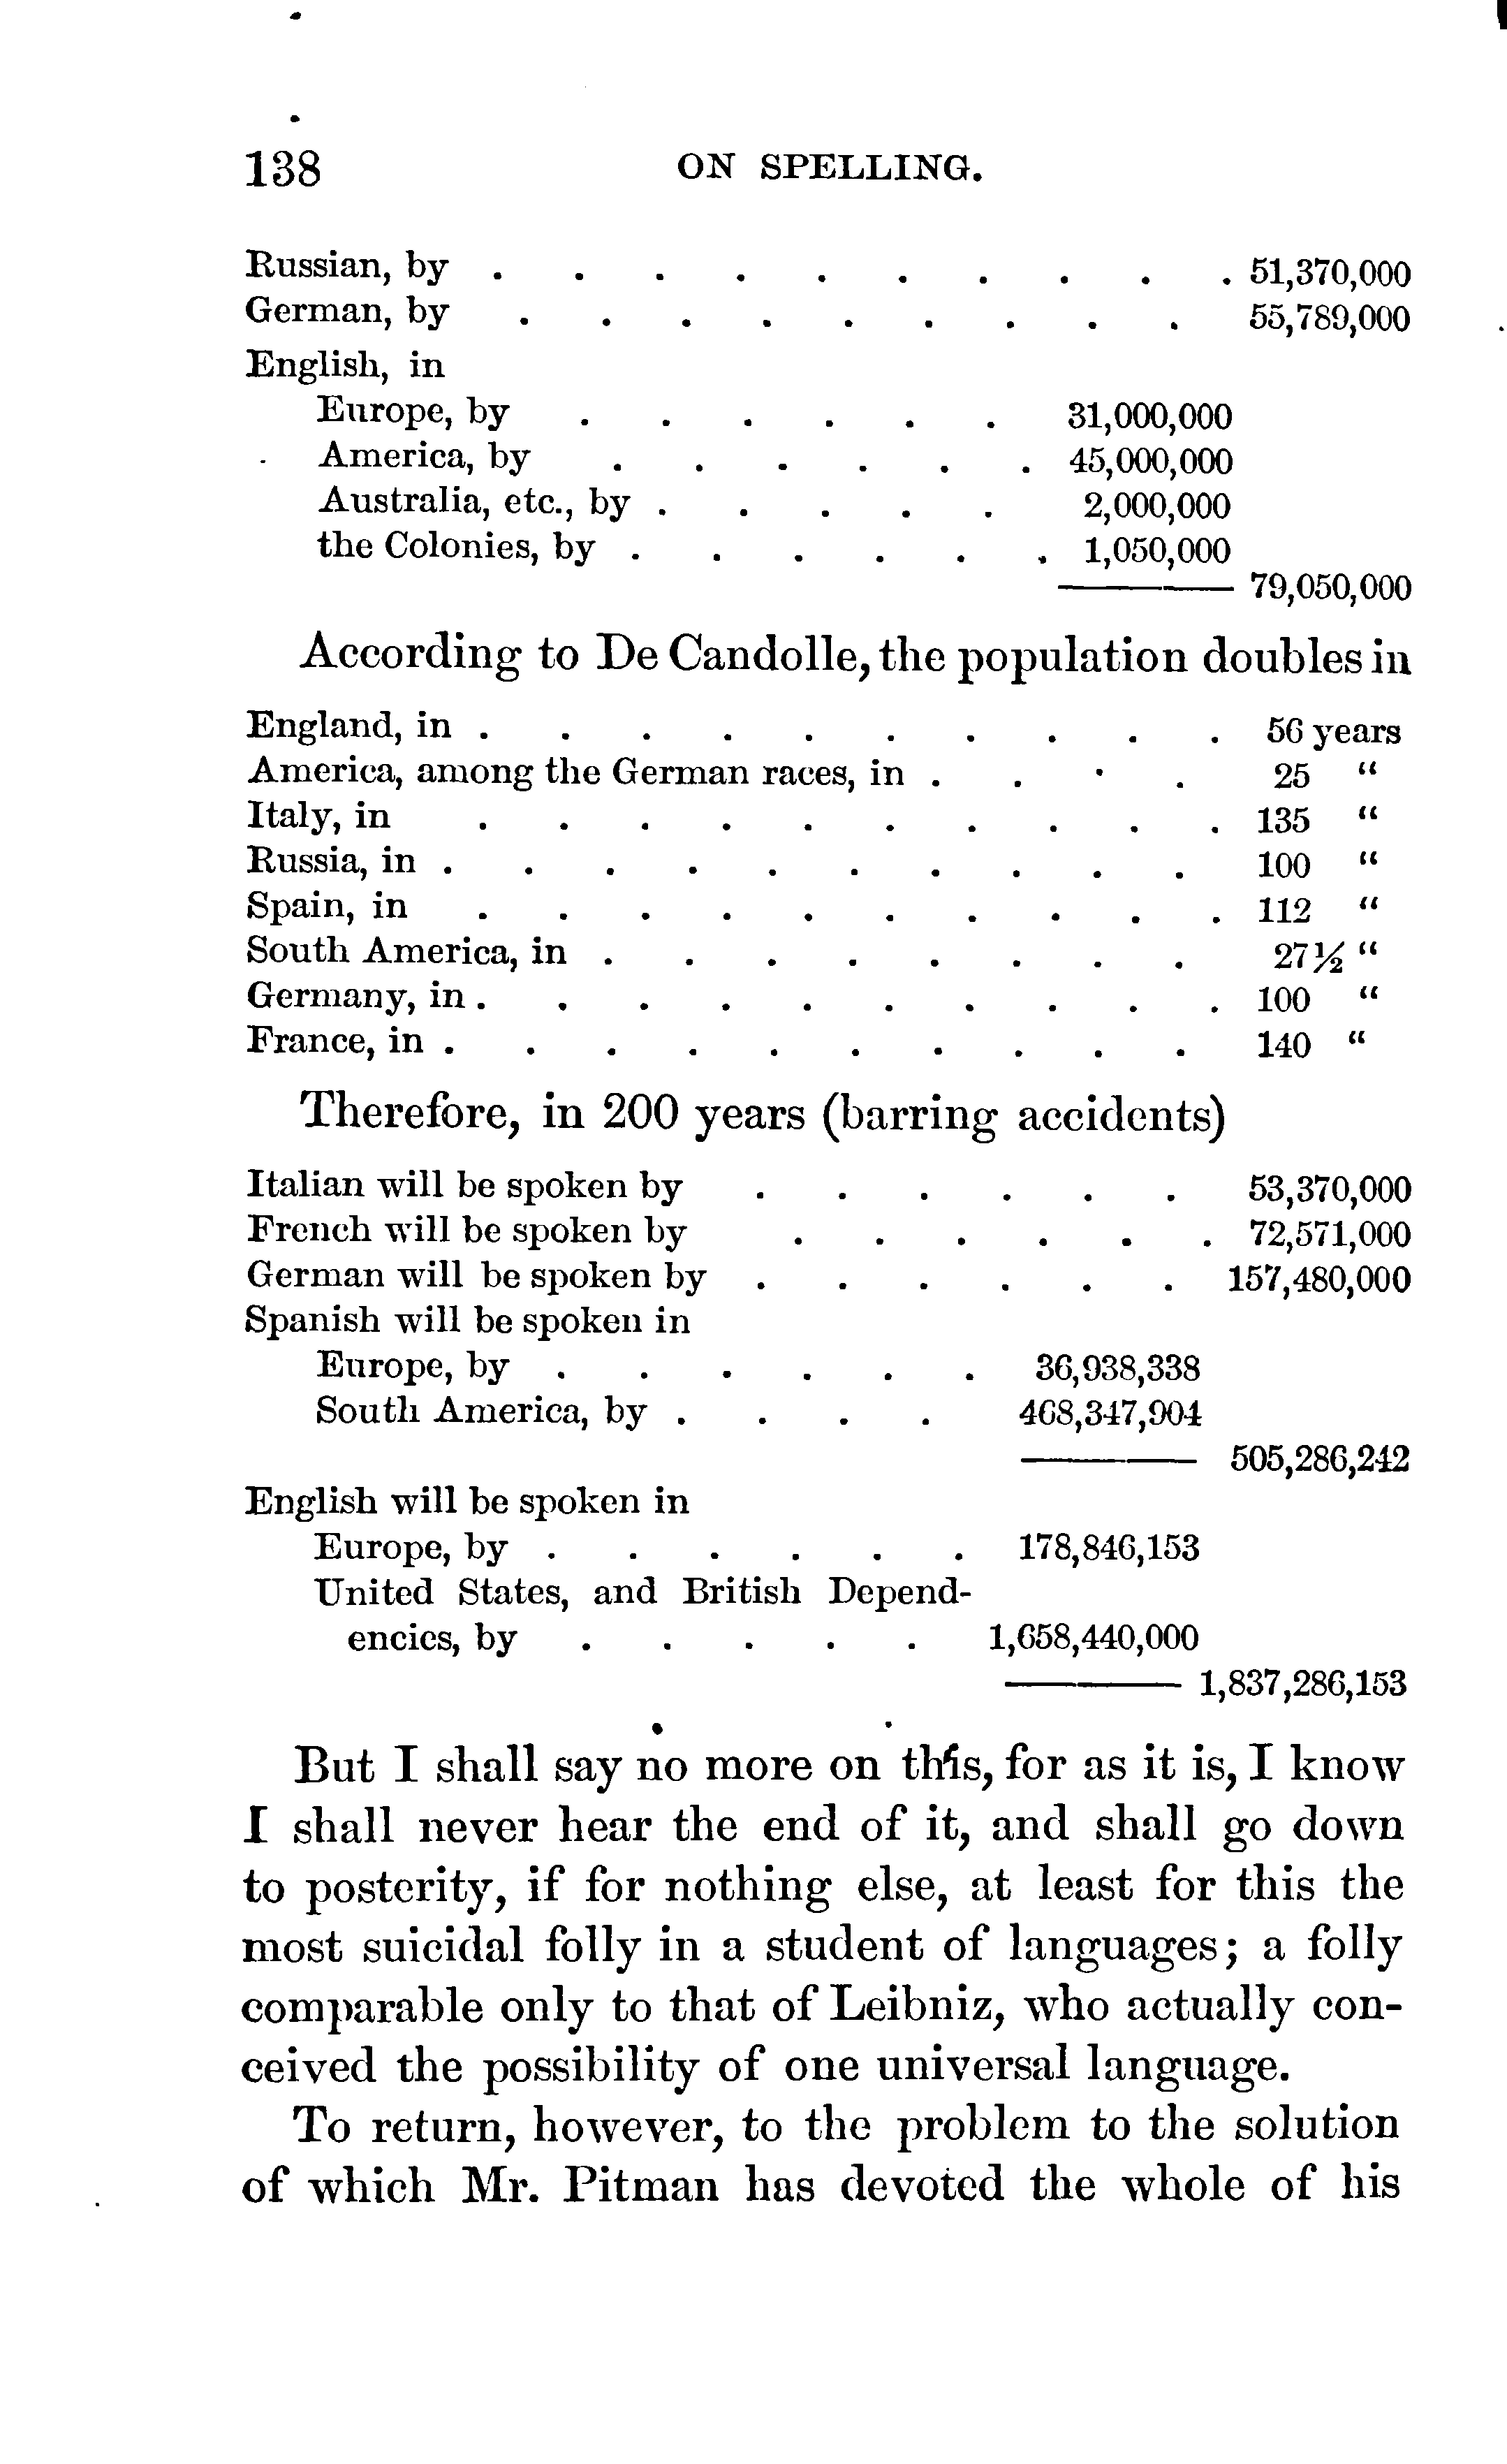 138 ON SPELLING.
Russian, by . . . . . . . . . . 51,370,000
German, by . . . . . . . . . 55,789,000
English, in
Europe, by . . . . . . 31,000,000
America, by . . . . . . 45,000,000
Australia, etc., by . . . . . 2,000,000
the Colonies, by . . . . . . 1,050,000
79,050,000
According to De Candolle, the population doubles in
England, in . . . . . . . . . . 56 years
America, among the German races, in . . . . 25 “
Italy, in . . . . . . . . . . 135 “
Russia, in . . . . . . . . . . 100 “
Spain, in . . . . . . . . . . 112 “
South America, in . . . . . . . . 27½ “
Germany, in . . . . . . . . . . 100 “
France, in . . . . . . . . . . 140 “
Therefore, in 200 years (barring accidents)
Italian will be spoken by . . . . . . 53,370,000
French will be spoken by . . . . . . 72,571,000
German will be spoken by . . . . . . 157,480,000
Spanish will be spoken in
Europe, by . . . . . . 36,938,338
South America, by . . . . 468,347,904
505,286,242
English will be spoken in
Europe, by . . . . . . 178,846,153
United States, and British Depend-
encies, by . . . . . 1,658,440,000
1,837,286,153
But I shall say no more on this, for as it is, I know
I shall never hear the end of it, and shall go down
to posterity, if for nothing else, at least for this the
most suicidal folly in a student of languages; a folly
comparable only to that of Leibniz, who actually con-
ceived the possibility of one universal language.
To return, however, to the problem to the solution
of which Mr. Pitman has devoted the whole of his